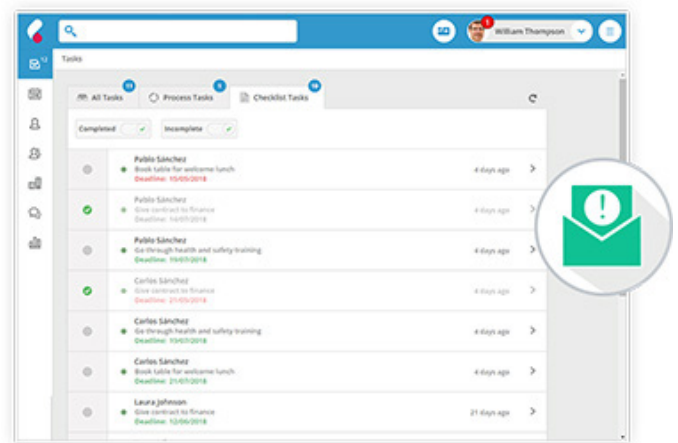 1
William Thompson
12
Tasks
11
All Tasks
Process Tasks
Checklist Tasks
Completed
Incomplete
Pablo Sánchez
Book table for welcome lunch
Deadline: 15/05/2018
4 days ago
Pablo Sánchez
Give contract to finance
Deadline: 14/07/2018
4 days ago
Pablo Sánchez
Go through health and safety training
Deadline: 19/07/2018
4 days ago
Carlos Sánchez
Give contract to finance
Deadline: 21/05/2018
4 days ago
Carlos Sánchez
Go through health and safety training
Deadline: 19/07/2018
4 days ago
Carlos Sánchez
Book table for welcome lunch
Deadline: 21/07/2018
4 days ago
Laura Johnson
Give contract to finance
Deadline: 12/06/2018
21 days ago